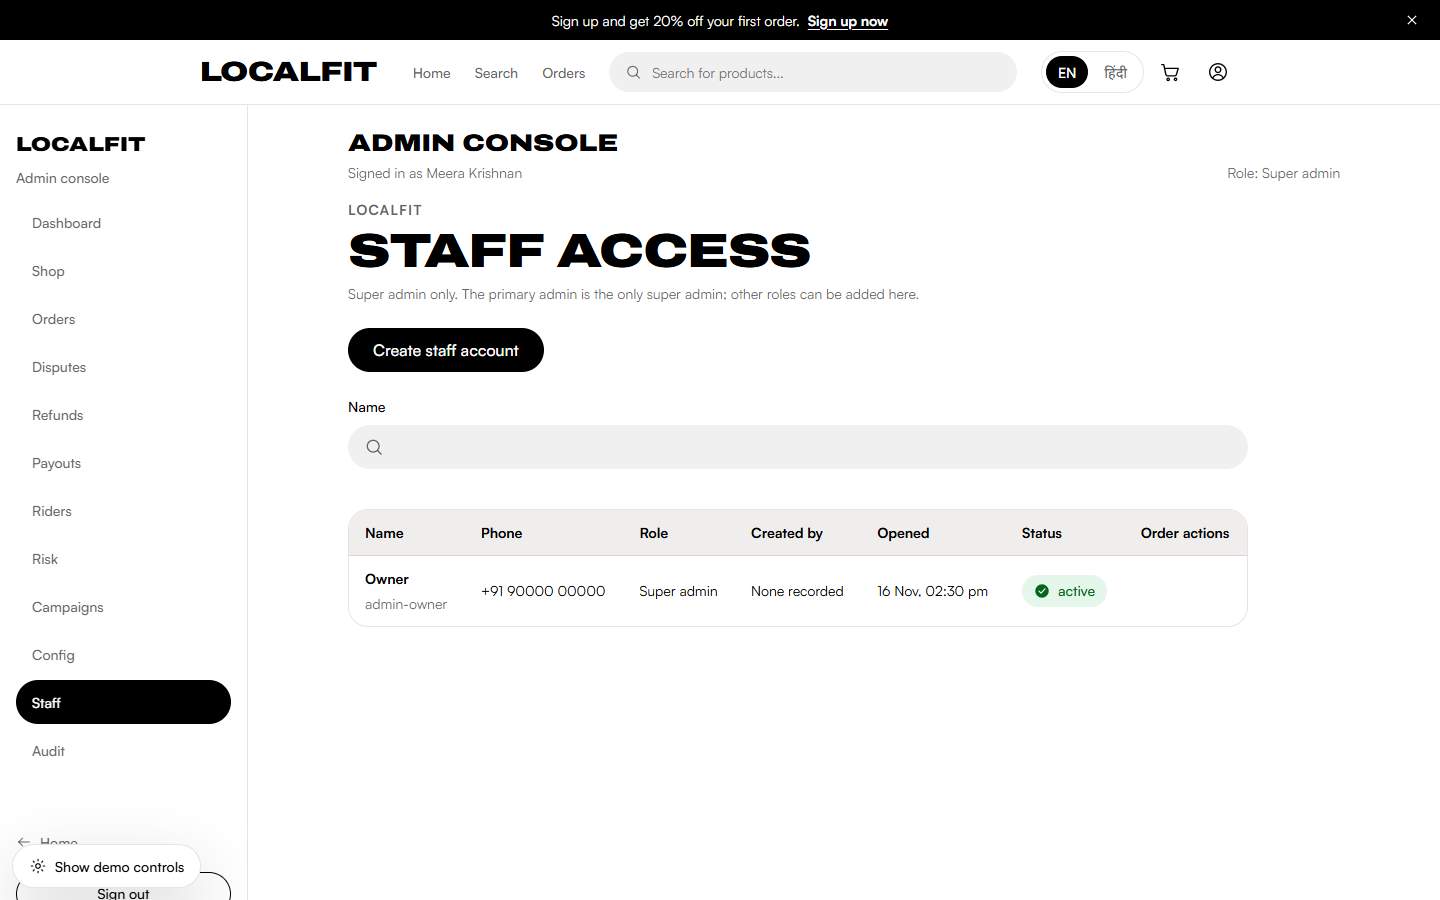 Sign up and get 20% off your first order. Sign up now
LOCALFIT
Home Search Orders
Search for products...
EN हिंदी
LOCALFIT
Admin console
Dashboard
Shop
Orders
Disputes
Refunds
Payouts
Riders
Risk
Campaigns
Config
Staff
Audit
Home
Show demo controls
Sign out
ADMIN CONSOLE
Signed in as Meera Krishnan
Role: Super admin
LOCALFIT
STAFF ACCESS
Super admin only. The primary admin is the only super admin; other roles can be added here.
Create staff account
Name
Name Phone Role Created by Opened Status Order actions
Owner
admin-owner
+91 90000 00000 Super admin None recorded 16 Nov, 02:30 pm active